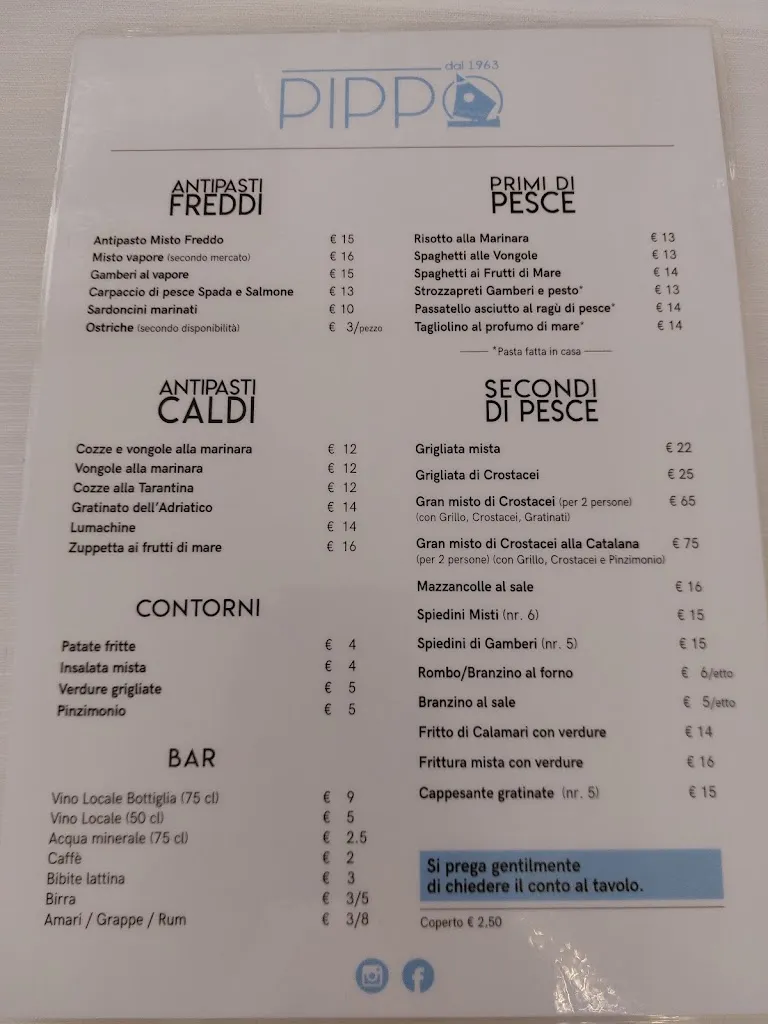 dal 1963
PIPPO
ANTIPASTI
FREDDI
Antipasto Misto Freddo € 15
Misto vapore (secondo mercato) € 16
Gamberi al vapore € 15
Carpaccio di pesce Spada e Salmone € 13
Sardoncini marinati € 10
Ostriche (secondo disponibilità) € 3/pezzo
ANTIPASTI
CALDI
Cozze e vongole alla marinara € 12
Vongole alla marinara € 12
Cozze alla Tarantina € 12
Gratinato dell'Adriatico € 14
Lumachine € 14
Zuppetta ai frutti di mare € 16
CONTORNI
Patate fritte € 4
Insalata mista € 4
Verdure grigliate € 5
Pinzimonio € 5
BAR
Vino Locale Bottiglia (75 cl) € 9
Vino Locale (50 cl) € 5
Acqua minerale (75 cl) € 2.5
Caffè € 2
Bibite lattina € 3
Birra € 3/5
Amari / Grappe / Rum € 3/8
PRIMI DI
PESCE
Risotto alla Marinara € 13
Spaghetti alle Vongole € 13
Spaghetti ai Frutti di Mare € 14
Strozzapreti Gamberi e pesto* € 13
Passatello asciutto al ragù di pesce* € 14
Tagliolino al profumo di mare* € 14
*Pasta fatta in casa
SECONDI
DI PESCE
Grigliata mista € 22
Grigliata di Crostacei € 25
Gran misto di Crostacei (per 2 persone) € 65
(con Grillo, Crostacei, Gratinati)
Gran misto di Crostacei alla Catalana € 75
(per 2 persone) (con Grillo, Crostacei e Pinzimonio)
Mazzancolle al sale € 16
Spiedini Misti (nr. 6) € 15
Spiedini di Gamberi (nr. 5) € 15
Rombo/Branzino al forno € 6/etto
Branzino al sale € 5/etto
Fritto di Calamari con verdure € 14
Frittura mista con verdure € 16
Cappesante gratinate (nr. 5) € 15
Si prega gentilmente
di chiedere il conto al tavolo.
Coperto € 2.50